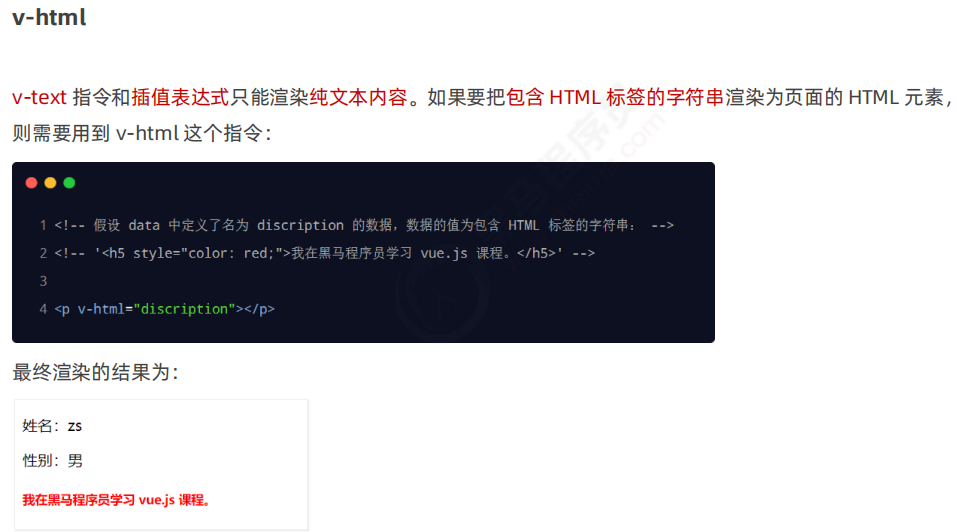 v-html
v-text 指令和插值表达式只能渲染纯文本内容。如果要把包含 HTML 标签的字符串渲染为页面的 HTML 元素，
则需要用到 v-html 这个指令：
1 <!-- 假设 data 中定义了名为 discription 的数据，数据的值为包含 HTML 标签的字符串： -->
2 <!-- '<h5 style="color: red;">我在黑马程序员学习 vue.js 课程。</h5>' -->
3
4 <p v-html="discription"></p>
最终渲染的结果为：
姓名：zs
性别：男
我在黑马程序员学习 vue.js 课程。